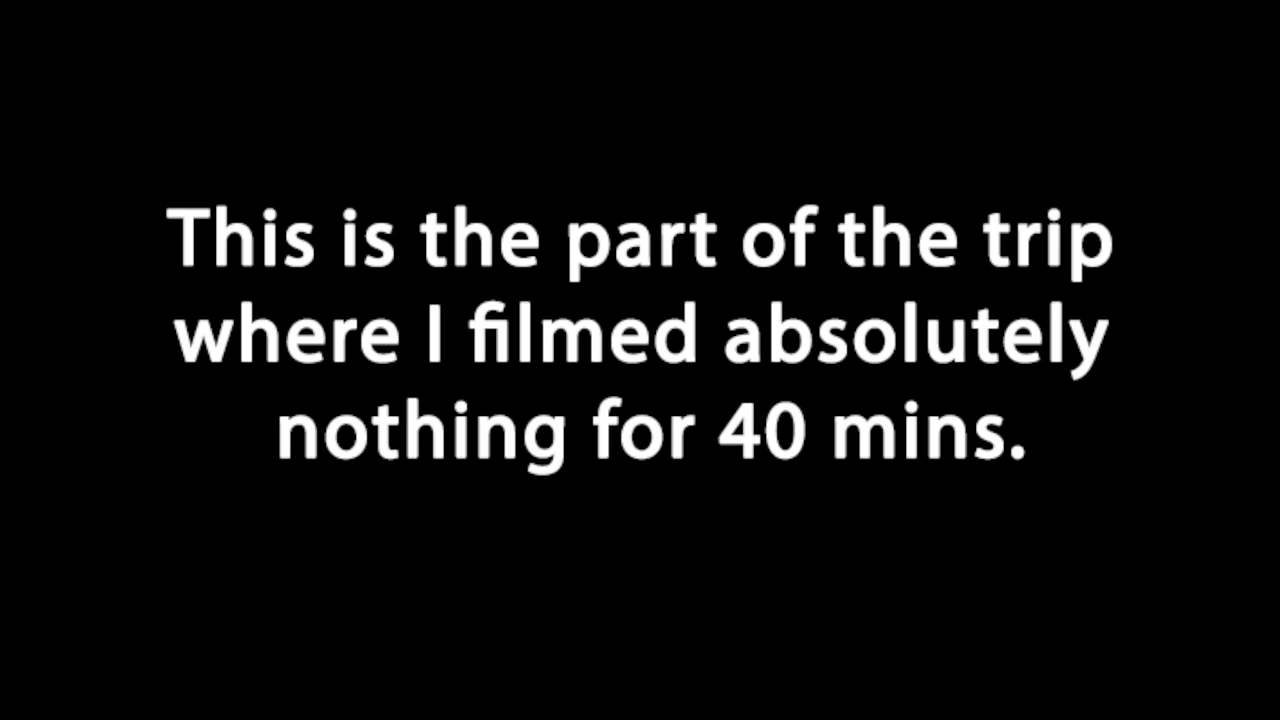 This is the part of the trip
where I filmed absolutely
nothing for 40 mins.